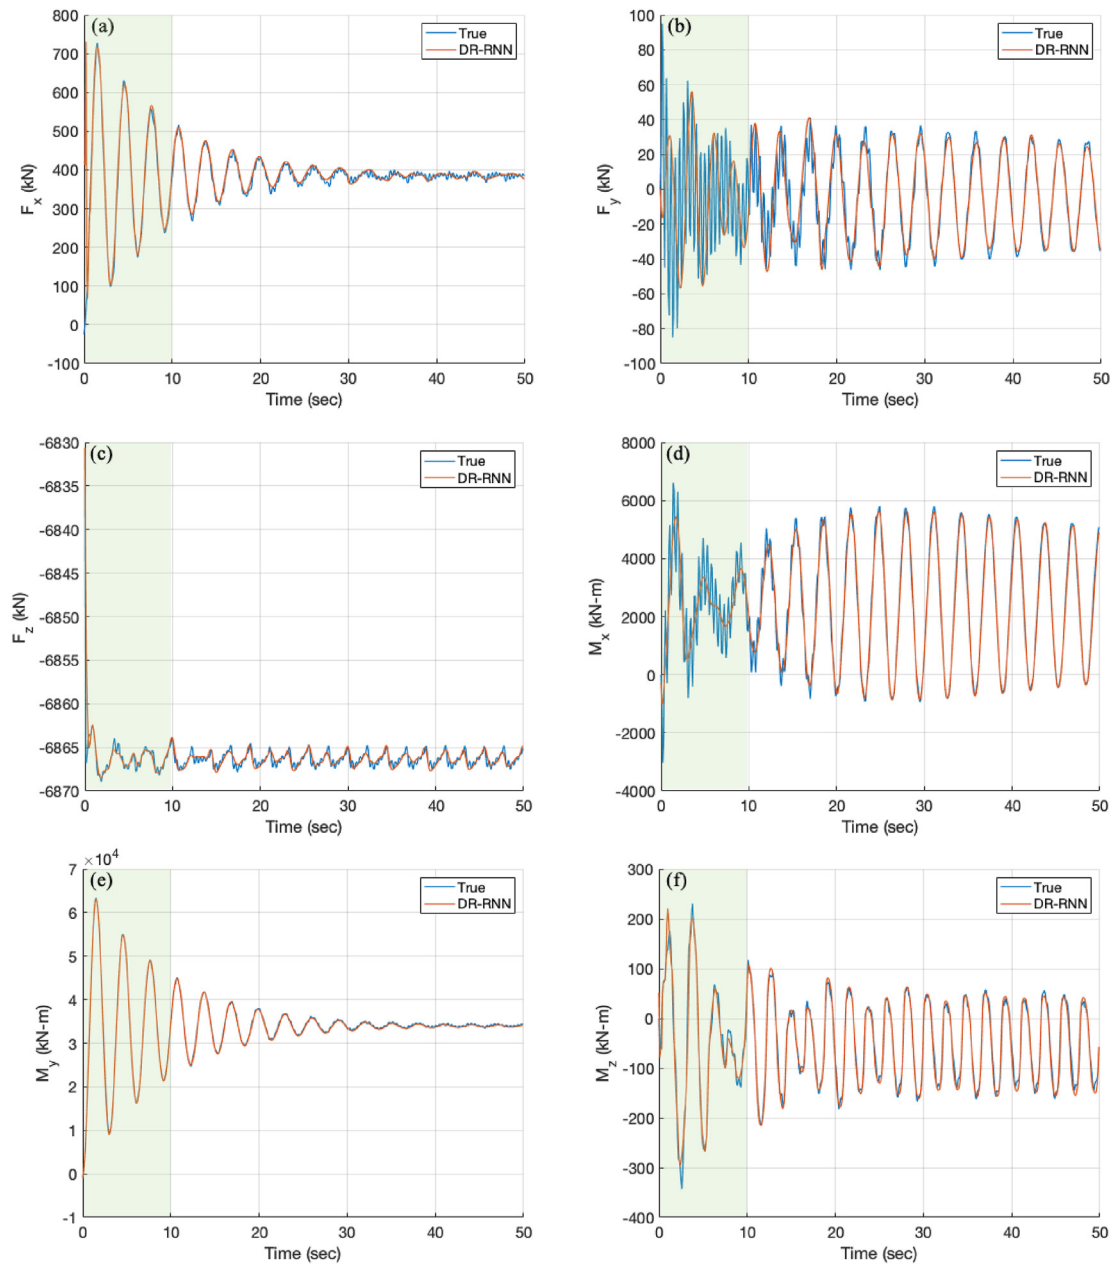 (a)
800
700
600
500
400
300
200
100
0
-100
F_x (kN)
True
DR-RNN
0 10 20 30 40 50
Time (sec)
(b)
100
80
60
40
20
0
-20
-40
-60
-80
-100
F_y (kN)
True
DR-RNN
0 10 20 30 40 50
Time (sec)
(c)
-6830
-6835
-6840
-6845
-6850
-6855
-6860
-6865
-6870
F_z (kN)
True
DR-RNN
0 10 20 30 40 50
Time (sec)
(d)
8000
6000
4000
2000
0
-2000
-4000
M_x (kN-m)
True
DR-RNN
0 10 20 30 40 50
Time (sec)
×10^4
(e)
7
6
5
4
3
2
1
0
-1
M_y (kN-m)
True
DR-RNN
0 10 20 30 40 50
Time (sec)
(f)
300
200
100
0
-100
-200
-300
-400
M_z (kN-m)
True
DR-RNN
0 10 20 30 40 50
Time (sec)